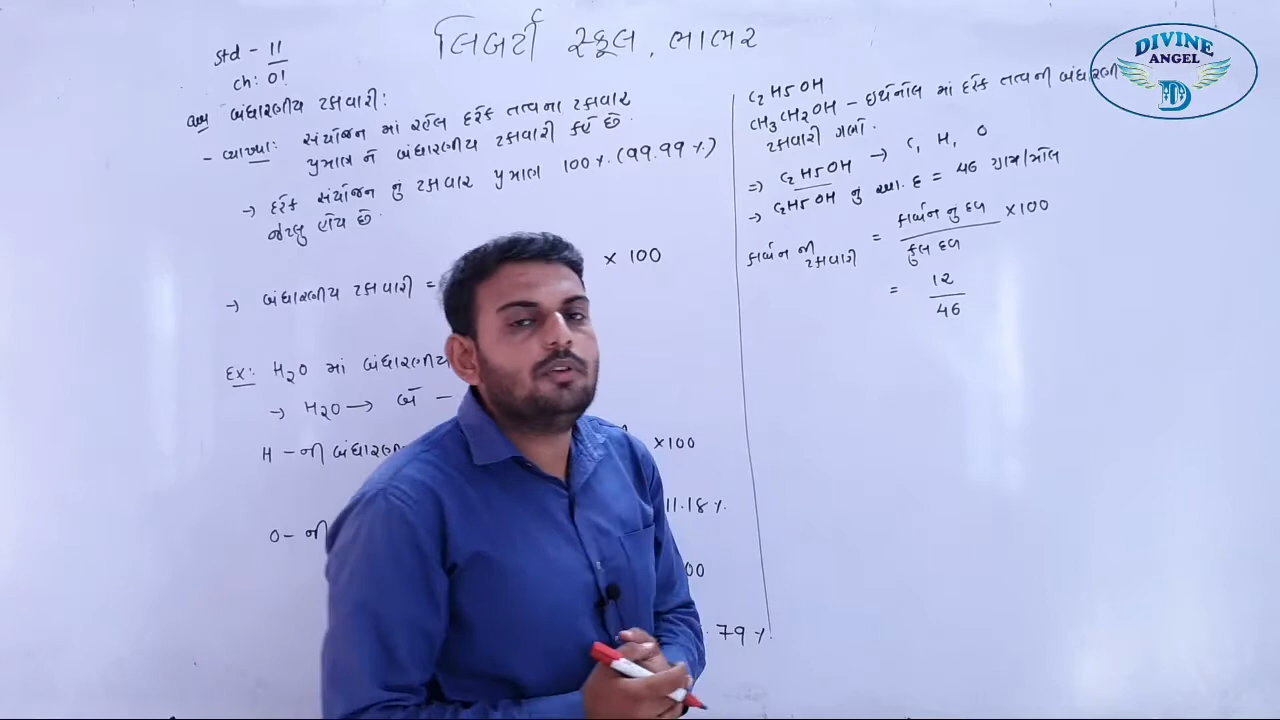 લિબર્ટી સ્કૂલ, ભાભર
std - 11
ch: 01
બંધારણીય ટકાવારી:
- વ્યાખ્યા: સંયોજન માં રહેલ દરેક તત્વના ટકાવાર
પ્રમાણ ને બંધારણીય ટકાવારી કહે છે.
→ દરેક સંયોજન નું ટકાવાર પ્રમાણ 100 %. (99.99 %)
જેટલુ હોય છે.
→ બંધારણીય ટકાવારી = × 100
Ex: H2O માં બંધારણીય
→ H2O → બે -
H - ની બંધારણ ×100
11.18 %.
O - ની
00
.79 %.
C2H5OH
CH3CH2OH - ઇથેનોલ માં દરેક તત્વની બંધારણી
ટકાવારી ગણો.
=> C2H5OH → C, H, O
→ C2H5OH નું આ. દ = 46 ગ્રામ/મોલ
કાર્બન ની ટકાવારી = કાર્બન નુ દળ ×100
કુલ દળ
= 12
46
DIVINE
ANGEL
D